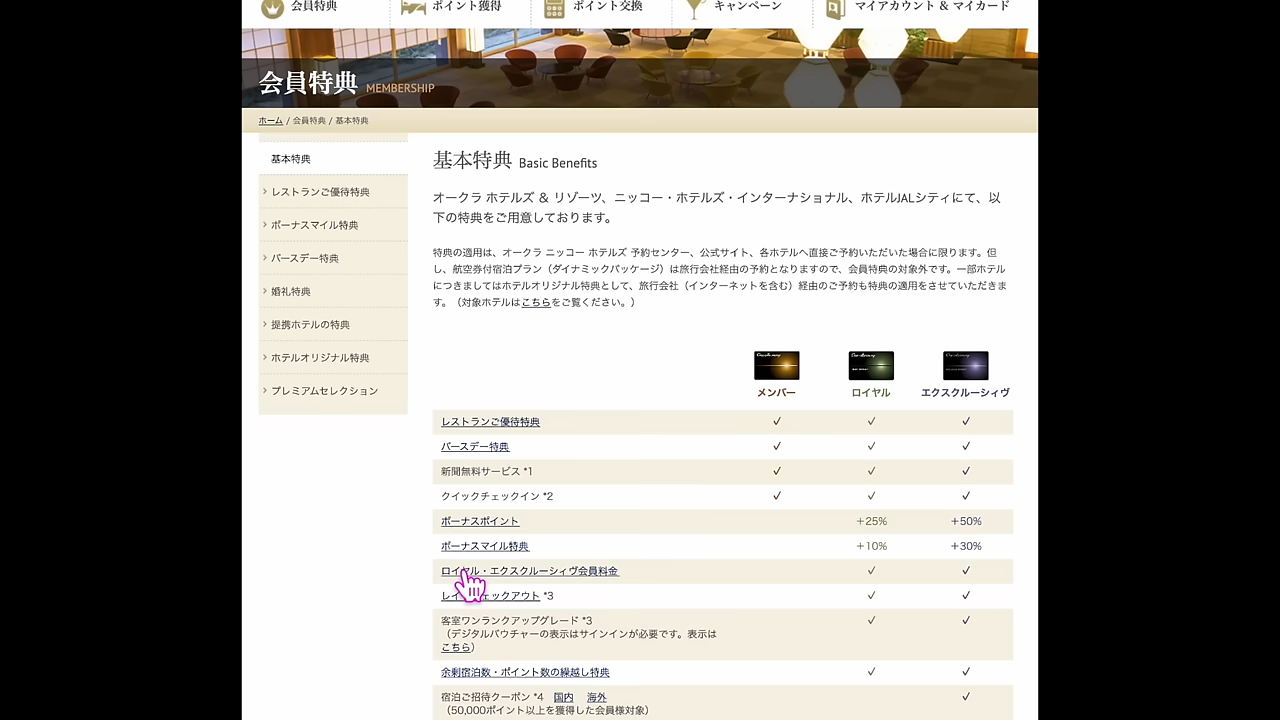 会員特典 ポイント獲得 ポイント交換 キャンペーン マイアカウント & マイカード
会員特典 MEMBERSHIP
ホーム / 会員特典 / 基本特典
基本特典
レストランご優待特典
ボーナスマイル特典
バースデー特典
婚礼特典
提携ホテルの特典
ホテルオリジナル特典
プレミアムセレクション
基本特典 Basic Benefits
オークラ ホテルズ & リゾーツ、ニッコー・ホテルズ・インターナショナル、ホテルJALシティにて、以
下の特典をご用意しております。
特典の適用は、オークラ ニッコー ホテルズ 予約センター、公式サイト、各ホテルへ直接ご予約いただいた場合に限ります。但
し、航空券付宿泊プラン（ダイナミックパッケージ）は旅行会社経由の予約となりますので、会員特典の対象外です。一部ホテル
につきましてはホテルオリジナル特典として、旅行会社（インターネットを含む）経由のご予約も特典の適用をさせていただきま
す。（対象ホテルはこちらをご覧ください。）
メンバー ロイヤル エクスクルーシィヴ
レストランご優待特典 ✓ ✓ ✓
バースデー特典 ✓ ✓ ✓
新聞無料サービス *1 ✓ ✓ ✓
クイックチェックイン *2 ✓ ✓ ✓
ボーナスポイント +25% +50%
ボーナスマイル特典 +10% +30%
ロイヤル・エクスクルーシィヴ会員料金 ✓ ✓
レイトチェックアウト *3 ✓ ✓
客室ワンランクアップグレード *3 ✓ ✓
（デジタルバウチャーの表示はサインインが必要です。表示は
こちら）
余剰宿泊数・ポイント数の繰越し特典 ✓ ✓
宿泊ご招待クーポン *4 国内 海外 ✓
（50,000ポイント以上を獲得した会員様対象）